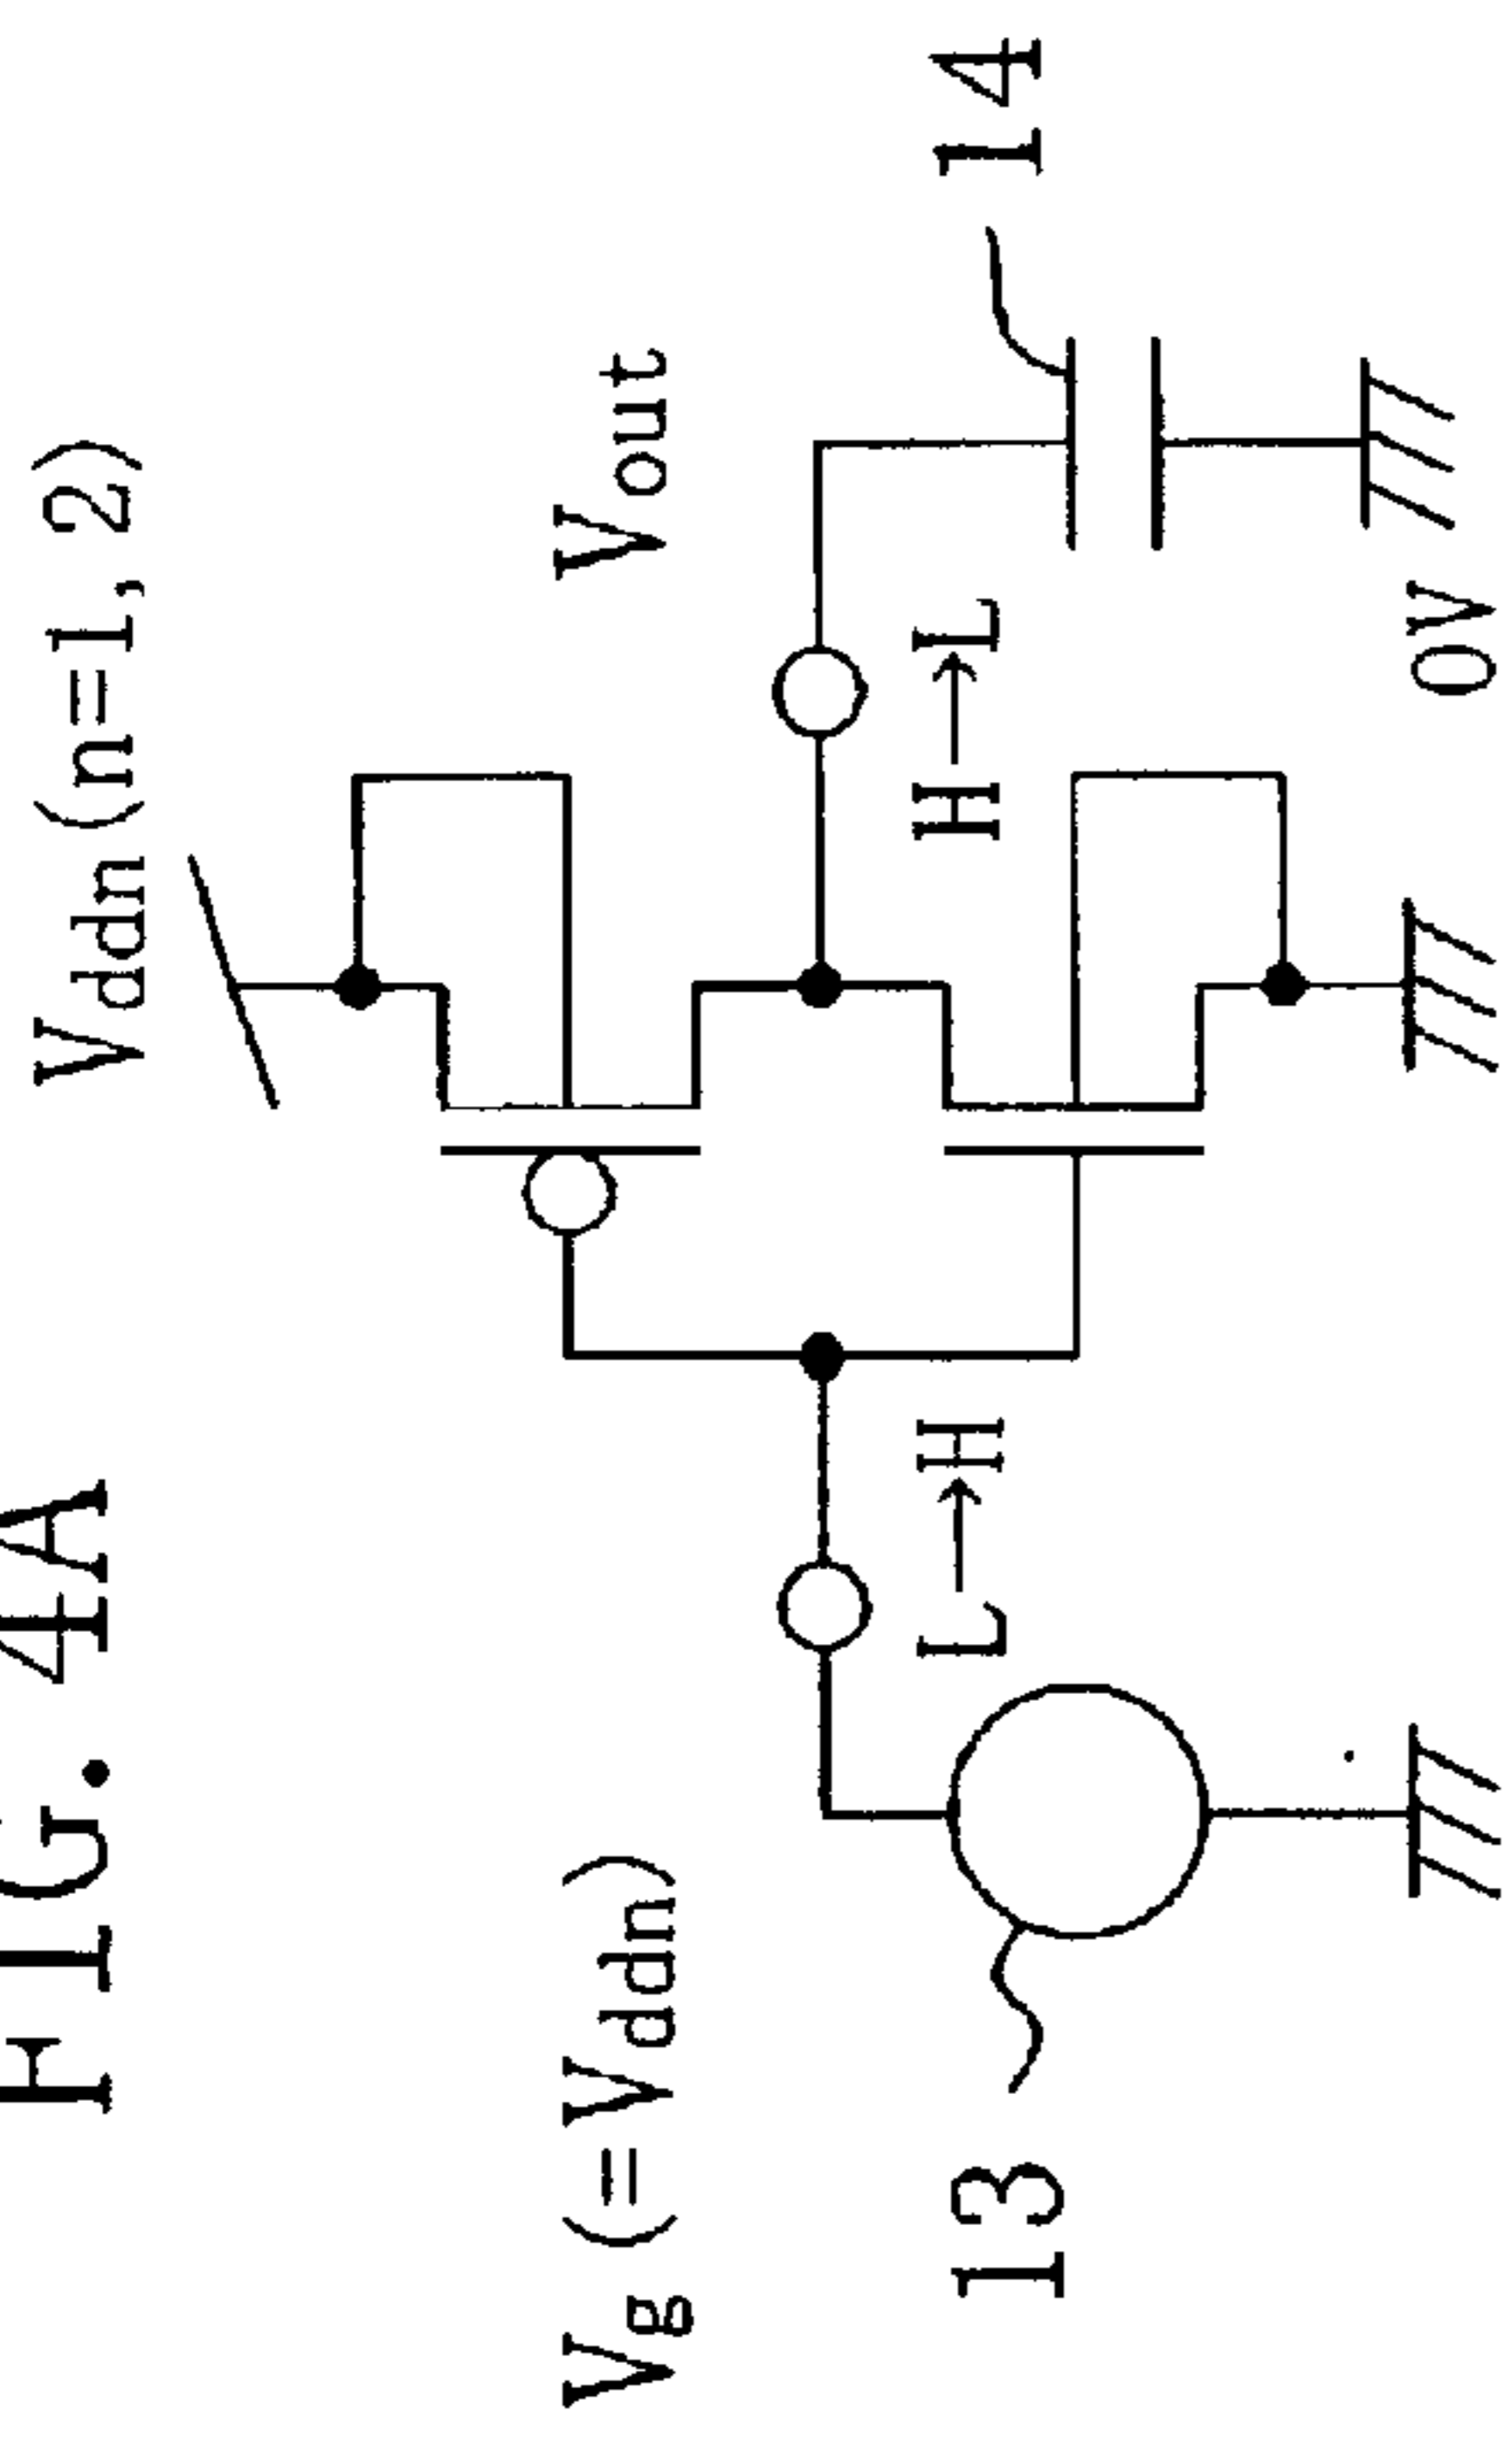 FIG. 4A
Vddn (n=1, 2)
Vg (=Vddn)
Vout
L→H
H→L
13
14
0V